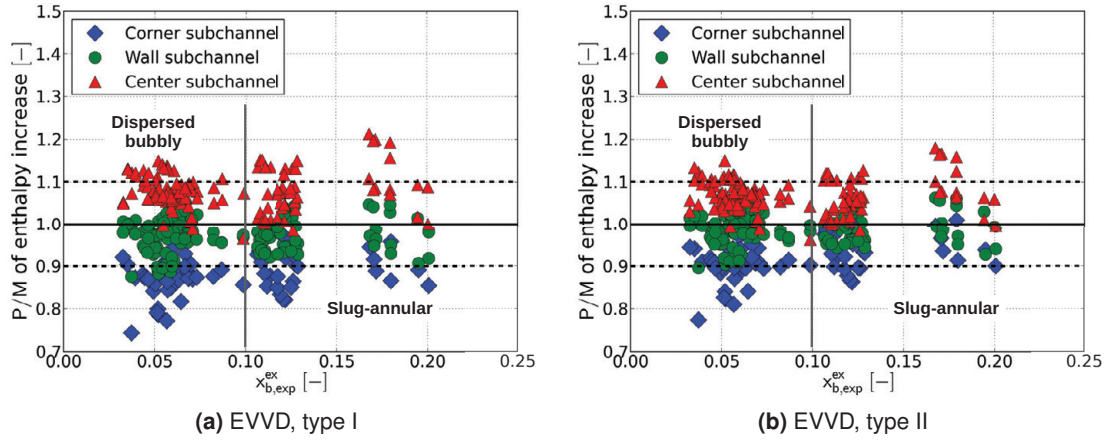 P/M of enthalpy increase [−]
1.5
1.4
1.3
1.2
1.1
1.0
0.9
0.8
0.7
Corner subchannel
Wall subchannel
Center subchannel
Dispersed
bubbly
Slug-annular
0.00
0.05
0.10
0.15
0.20
0.25
x^{ex}_{b,exp} [−]
(a) EVVD, type I
P/M of enthalpy increase [−]
1.5
1.4
1.3
1.2
1.1
1.0
0.9
0.8
0.7
Corner subchannel
Wall subchannel
Center subchannel
Dispersed
bubbly
Slug-annular
0.00
0.05
0.10
0.15
0.20
0.25
x^{ex}_{b,exp} [−]
(b) EVVD, type II